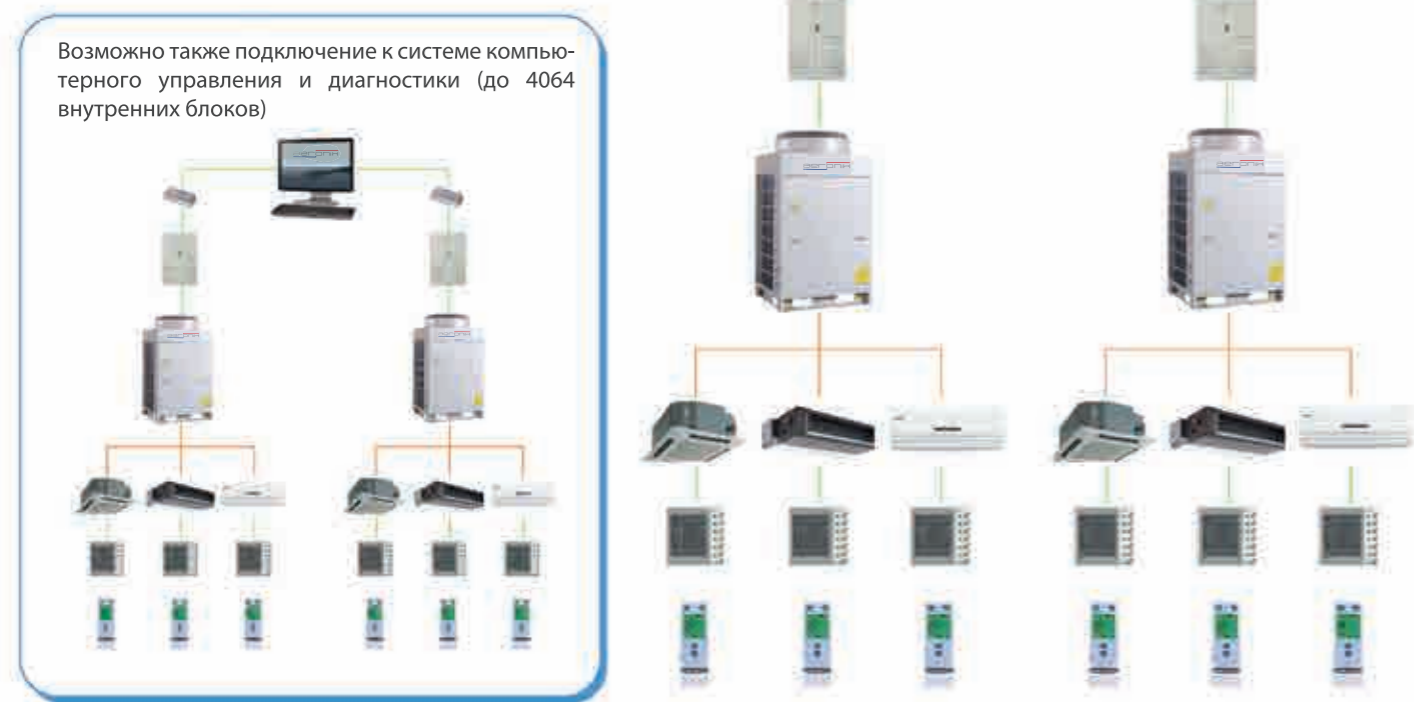 Возможно также подключение к системе компью-
терного управления и диагностики (до 4064
внутренних блоков)